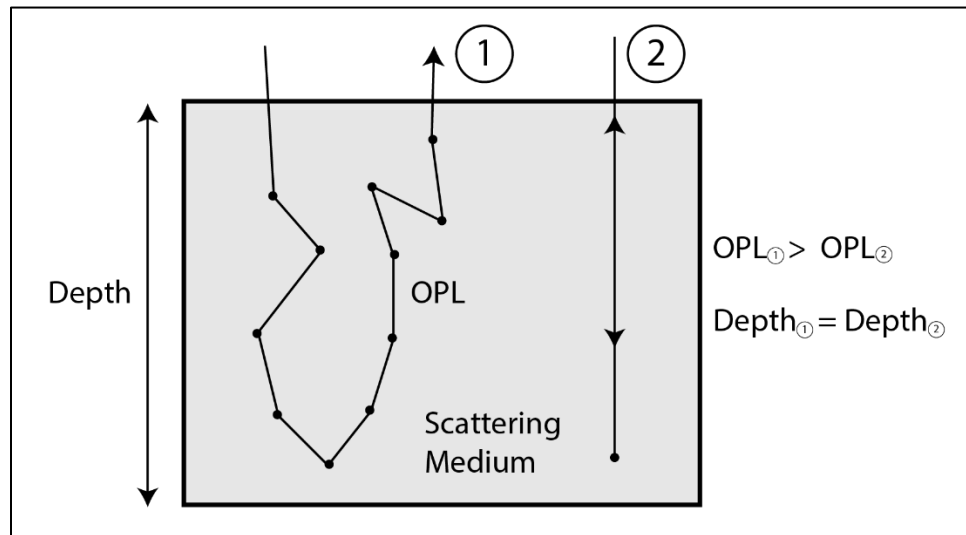 ① ②
Depth
OPL
OPL① > OPL②
Depth① = Depth②
Scattering
Medium